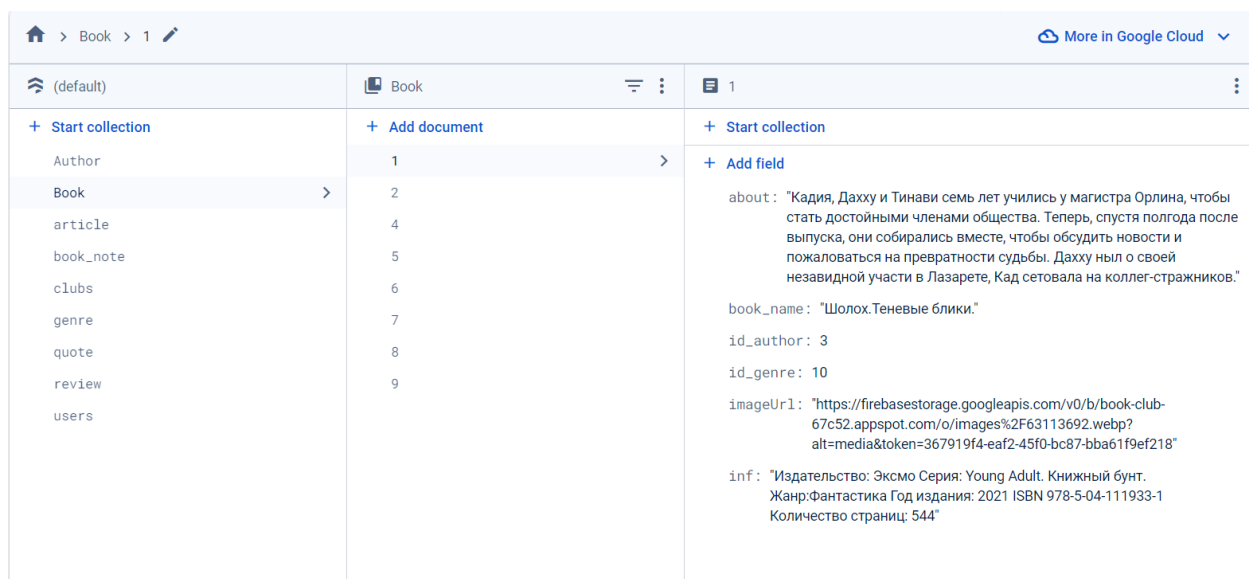 Book > 1
More in Google Cloud
(default)
Book
1
+ Start collection
Author
Book
article
book_note
clubs
genre
quote
review
users
+ Add document
1
2
4
5
6
7
8
9
+ Start collection
+ Add field
about: "Кадия, Дахху и Тинави семь лет учились у магистра Орлина, чтобы
стать достойными членами общества. Теперь, спустя полгода после
выпуска, они собирались вместе, чтобы обсудить новости и
пожаловаться на превратности судьбы. Дахху ныл о своей
незавидной участи в Лазарете, Кад сетовала на коллег-стражников."
book_name: "Шолох.Теневые блики."
id_author: 3
id_genre: 10
imageUrl: "https://firebasestorage.googleapis.com/v0/b/book-club-
67c52.appspot.com/o/images%2F63113692.webp?
alt=media&token=367919f4-eaf2-45f0-bc87-bba61f9ef218"
inf: "Издательство: Эксмо Серия: Young Adult. Книжный бунт.
Жанр:Фантастика Год издания: 2021 ISBN 978-5-04-111933-1
Количество страниц: 544"